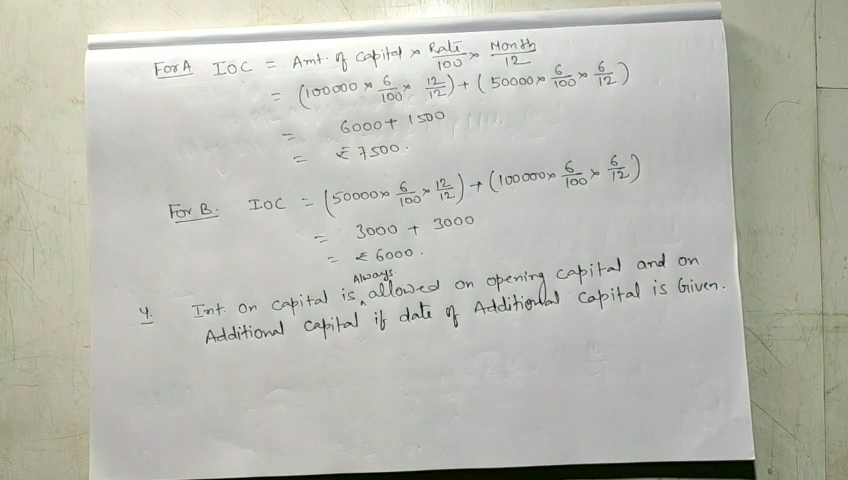 For A IOC = Amt. of Capital × Rate/100 × Month/12
= (100000 × 6/100 × 12/12) + (50000 × 6/100 × 6/12)
= 6000 + 1500
= ₹ 7500.
For B. IOC = (50000 × 6/100 × 12/12) + (100000 × 6/100 × 6/12)
= 3000 + 3000
= ₹ 6000.
4. Int. on capital is Always. allowed on opening capital and on
Additional capital if date of Additional Capital is Given.